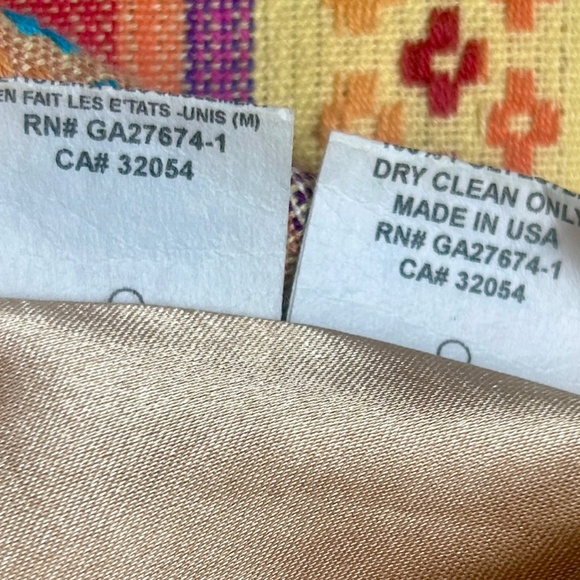 EN FAIT LES E'TATS -UNIS (M)
RN# GA27674-1
CA# 32054
DRY CLEAN ONLY
MADE IN USA
RN# GA27674-1
CA# 32054